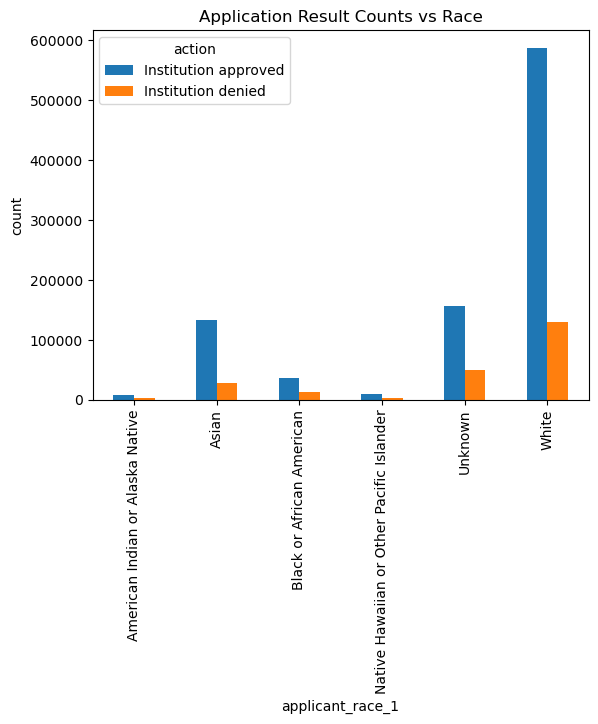 Application Result Counts vs Race
action
Institution approved
Institution denied
600000
500000
400000
300000
200000
100000
0
count
American Indian or Alaska Native
Asian
Black or African American
Native Hawaiian or Other Pacific Islander
Unknown
White
applicant_race_1